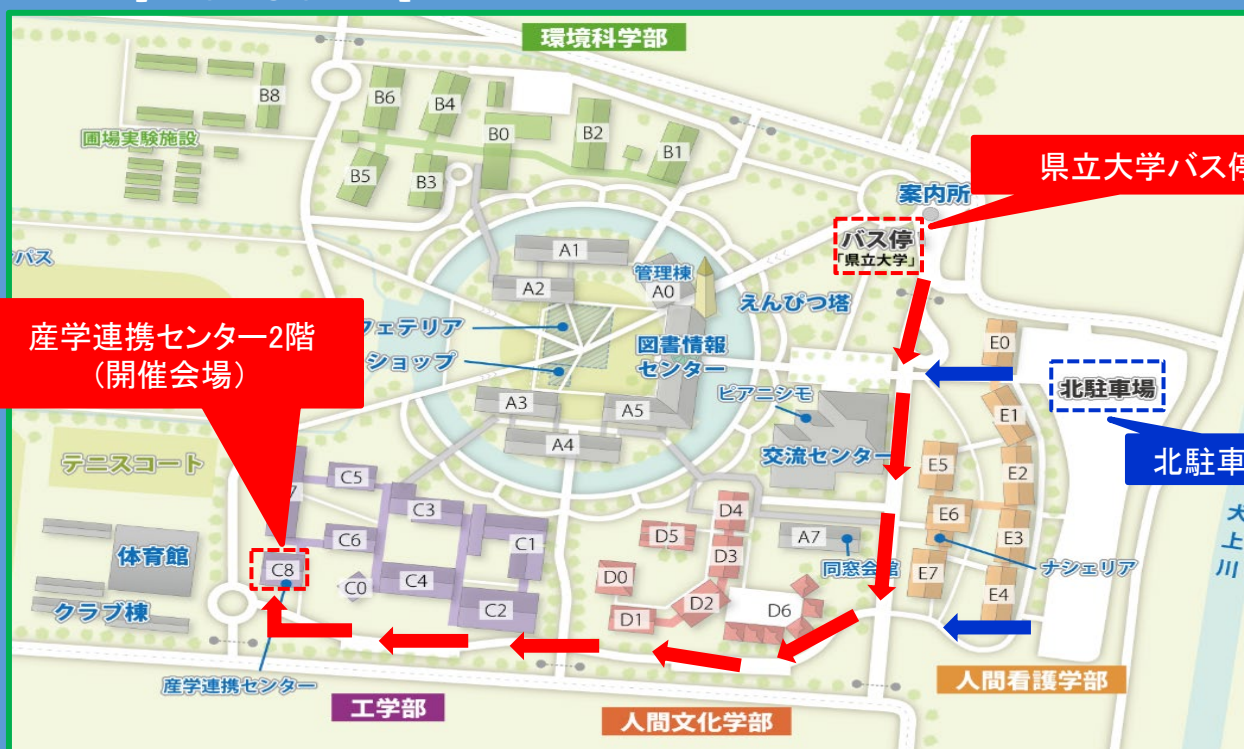 環境科学部
B8
B6
B4
B0
B2
B1
圃場実験施設
B5
B3
県立大学バス停
案内所
バス停
「県立大学」
パス
A1
A2
管理棟
A0
えんぴつ塔
産学連携センター2階
(開催会場)
フェテリア
ショップ
図書情報
センター
E0
北駐車場
ピアニシモ
A3
A5
A4
E1
交流センター
北駐車
テニスコート
C5
C3
E5
E2
7
D4
E6
大
上
川
C6
C1
D5
D3
A7
E3
体育館
同窓会館
ナシェリア
C8
C0
C4
D0
E7
クラブ棟
C2
D1
D2
D6
E4
産学連携センター
工学部
人間文化学部
人間看護学部